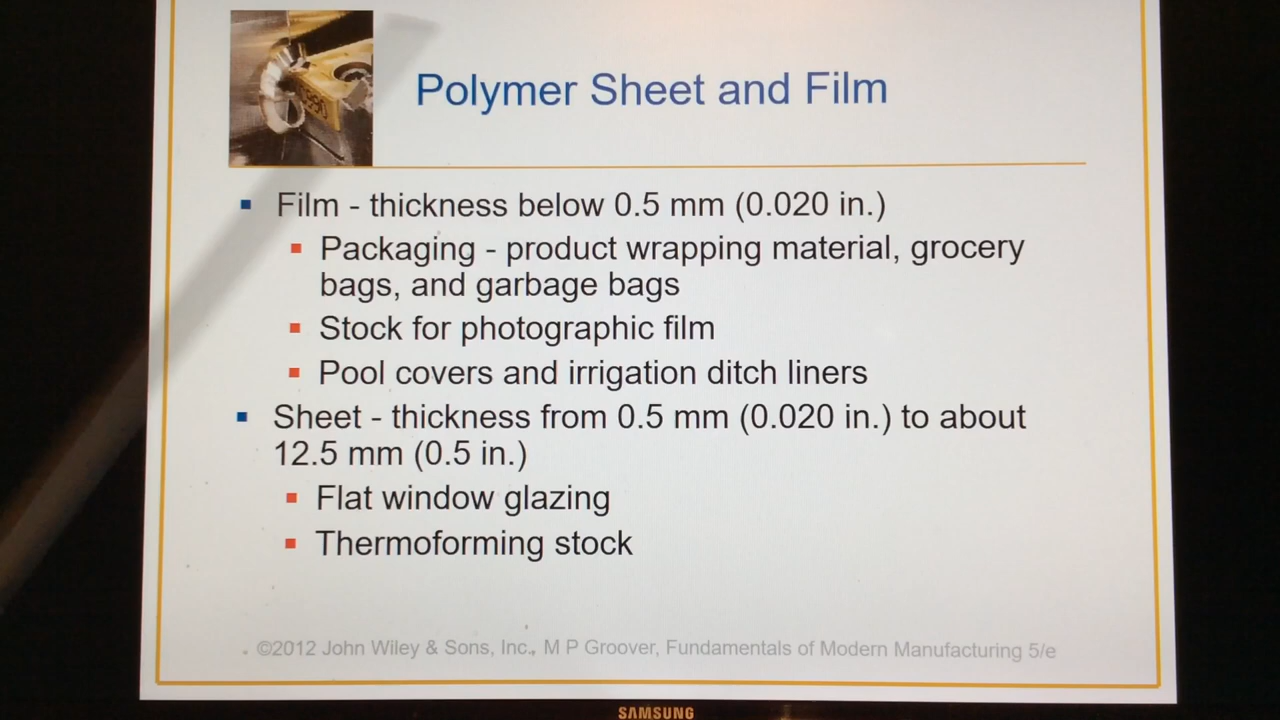 Polymer Sheet and Film
Film - thickness below 0.5 mm (0.020 in.)
Packaging - product wrapping material, grocery
bags, and garbage bags
Stock for photographic film
Pool covers and irrigation ditch liners
Sheet - thickness from 0.5 mm (0.020 in.) to about
12.5 mm (0.5 in.)
Flat window glazing
Thermoforming stock
©2012 John Wiley & Sons, Inc., M P Groover, Fundamentals of Modern Manufacturing 5/e
SAMSUNG